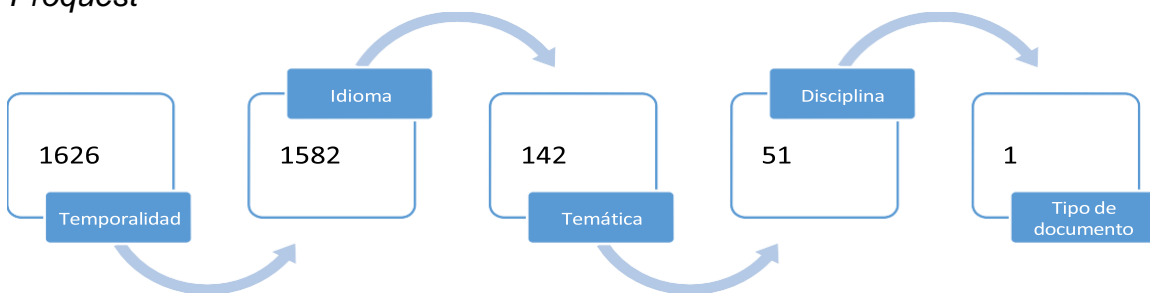 Proquest
1626
Temporalidad
Idioma
1582
142
Temática
Disciplina
51
1
Tipo de
documento